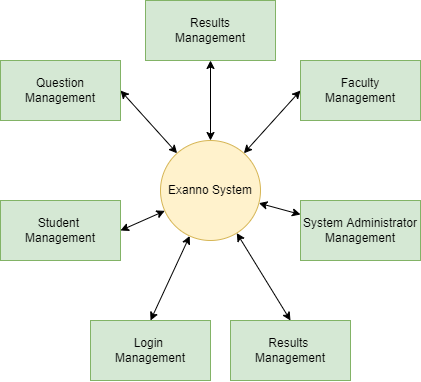 Results
Management
Question
Management
Faculty
Management
Exanno System
Student
Management
System Administrator
Management
Login
Management
Results
Management